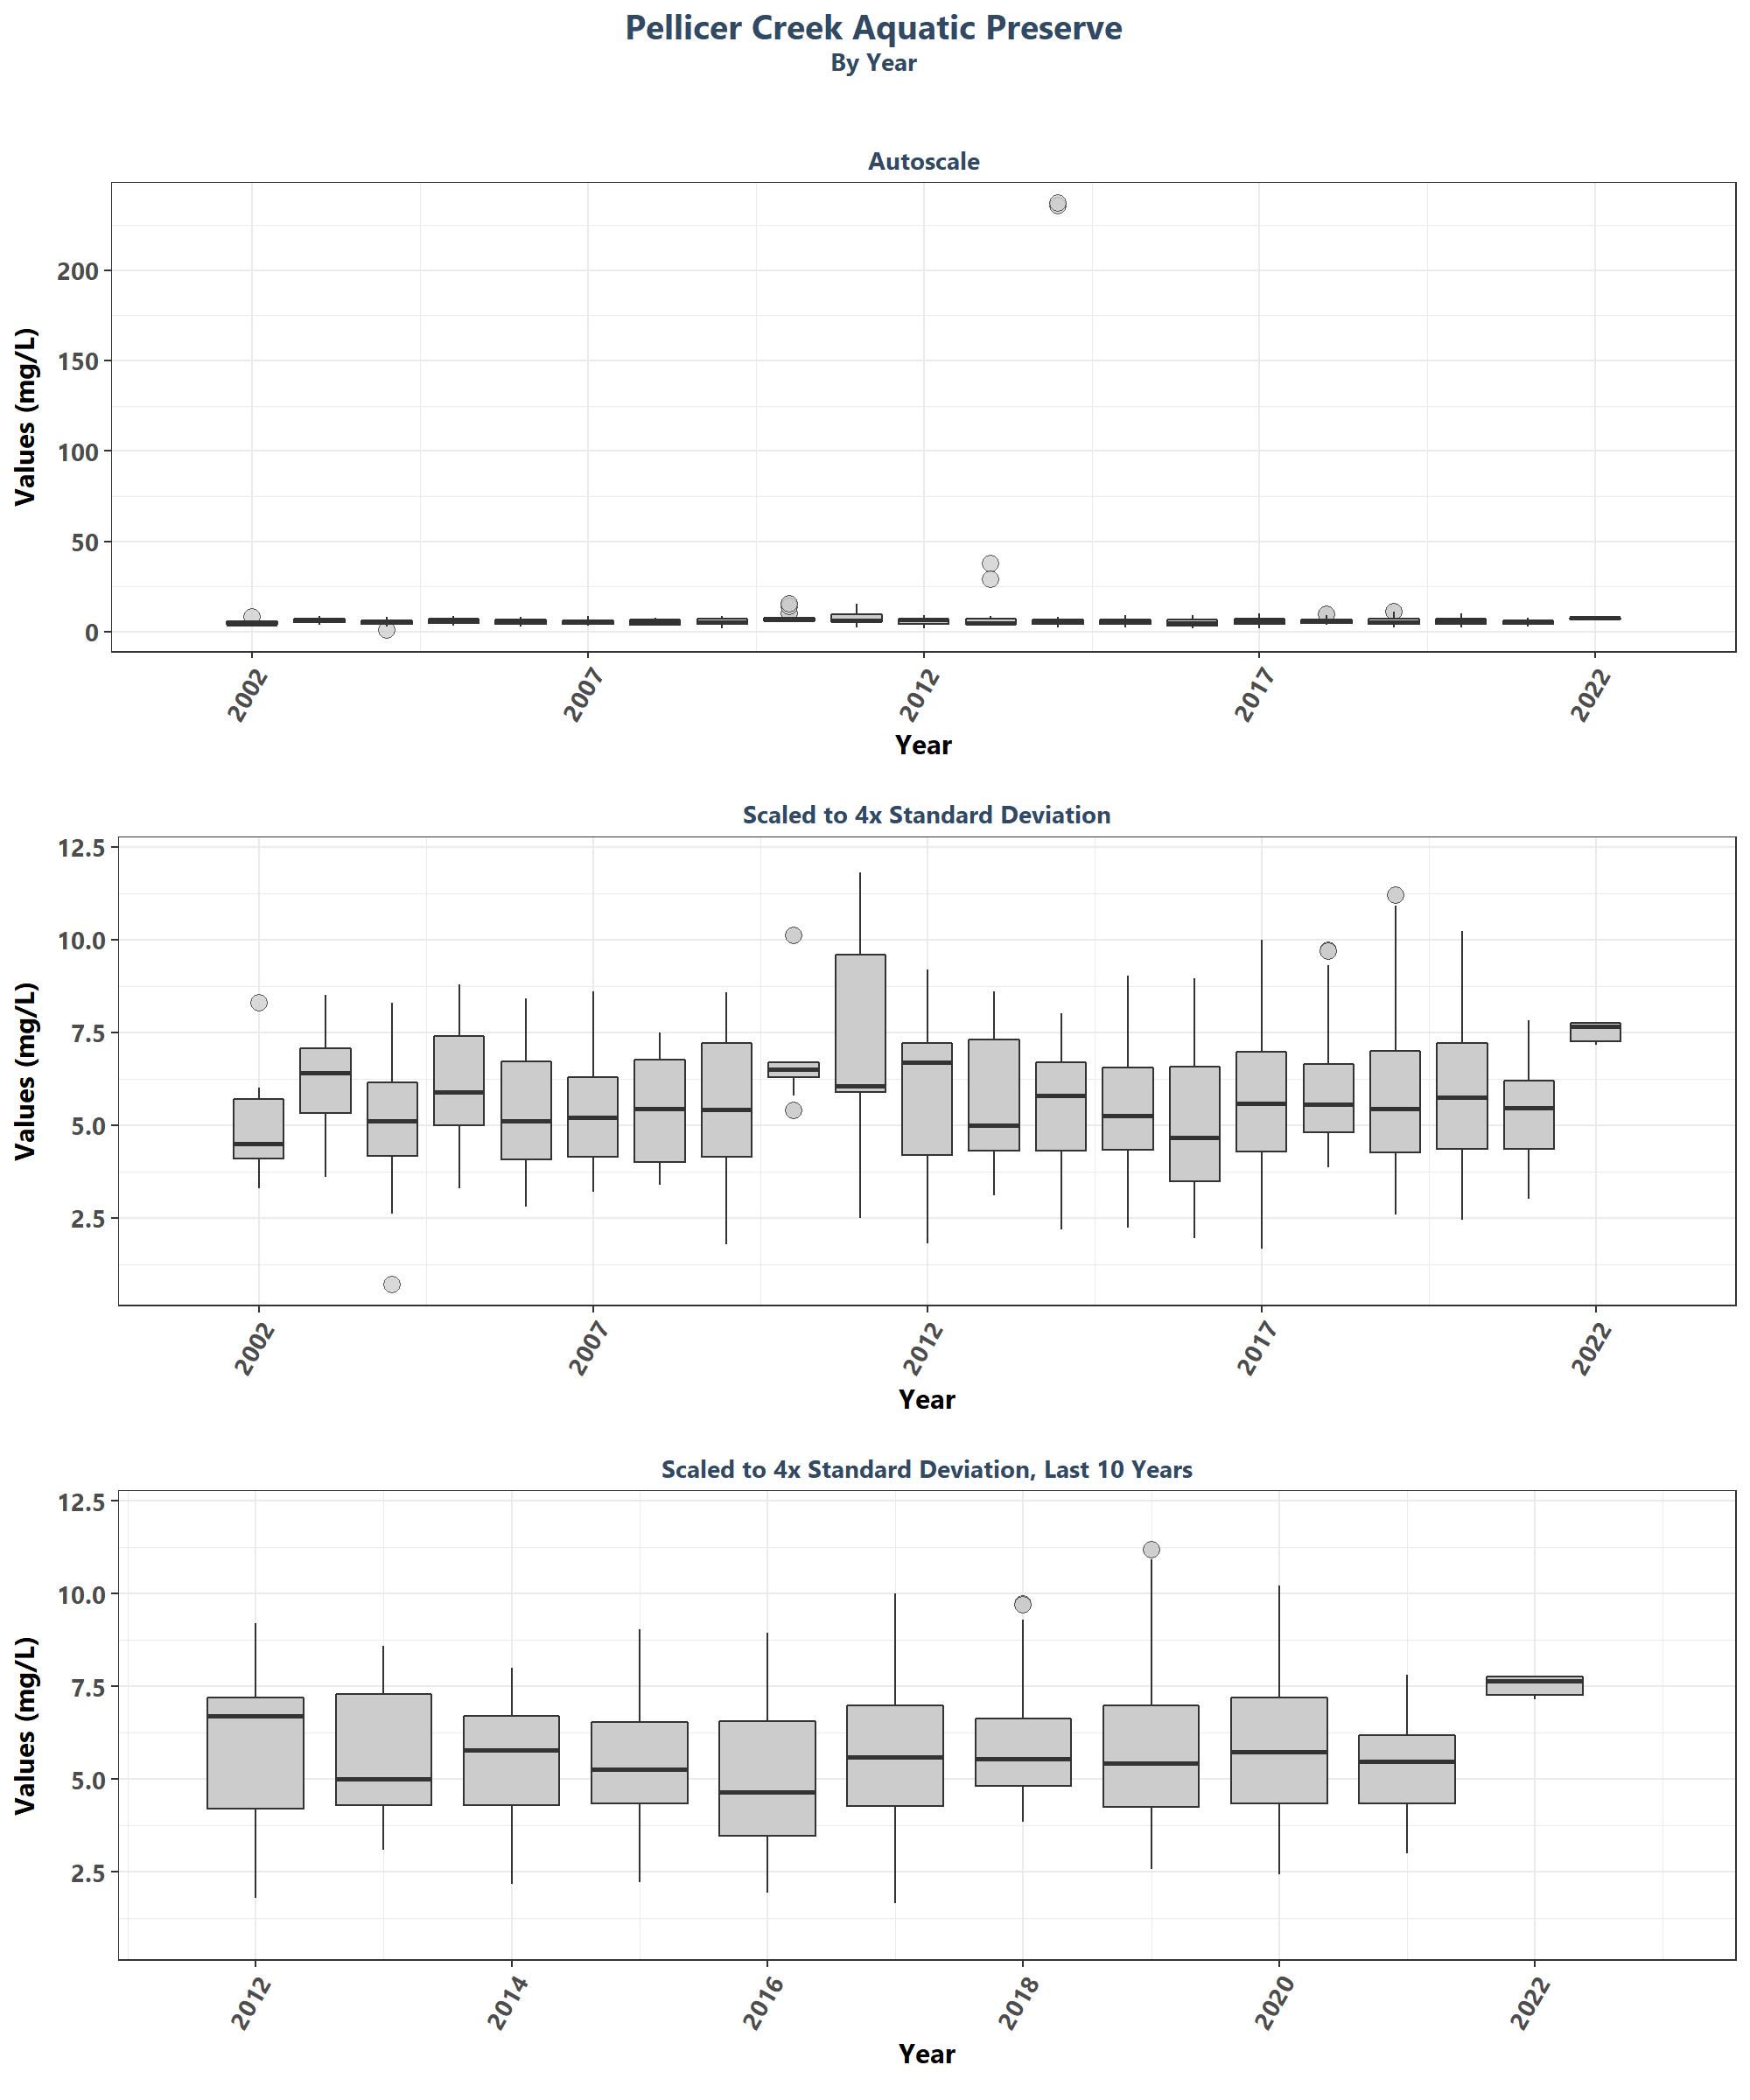 Pellicer Creek Aquatic Preserve
By Year
Autoscale
Values (mg/L)
200
150
100
50
0
2002
2007
2012
2017
2022
Year
Scaled to 4x Standard Deviation
Values (mg/L)
12.5
10.0
7.5
5.0
2.5
2002
2007
2012
2017
2022
Year
Scaled to 4x Standard Deviation, Last 10 Years
Values (mg/L)
12.5
10.0
7.5
5.0
2.5
2012
2014
2016
2018
2020
2022
Year